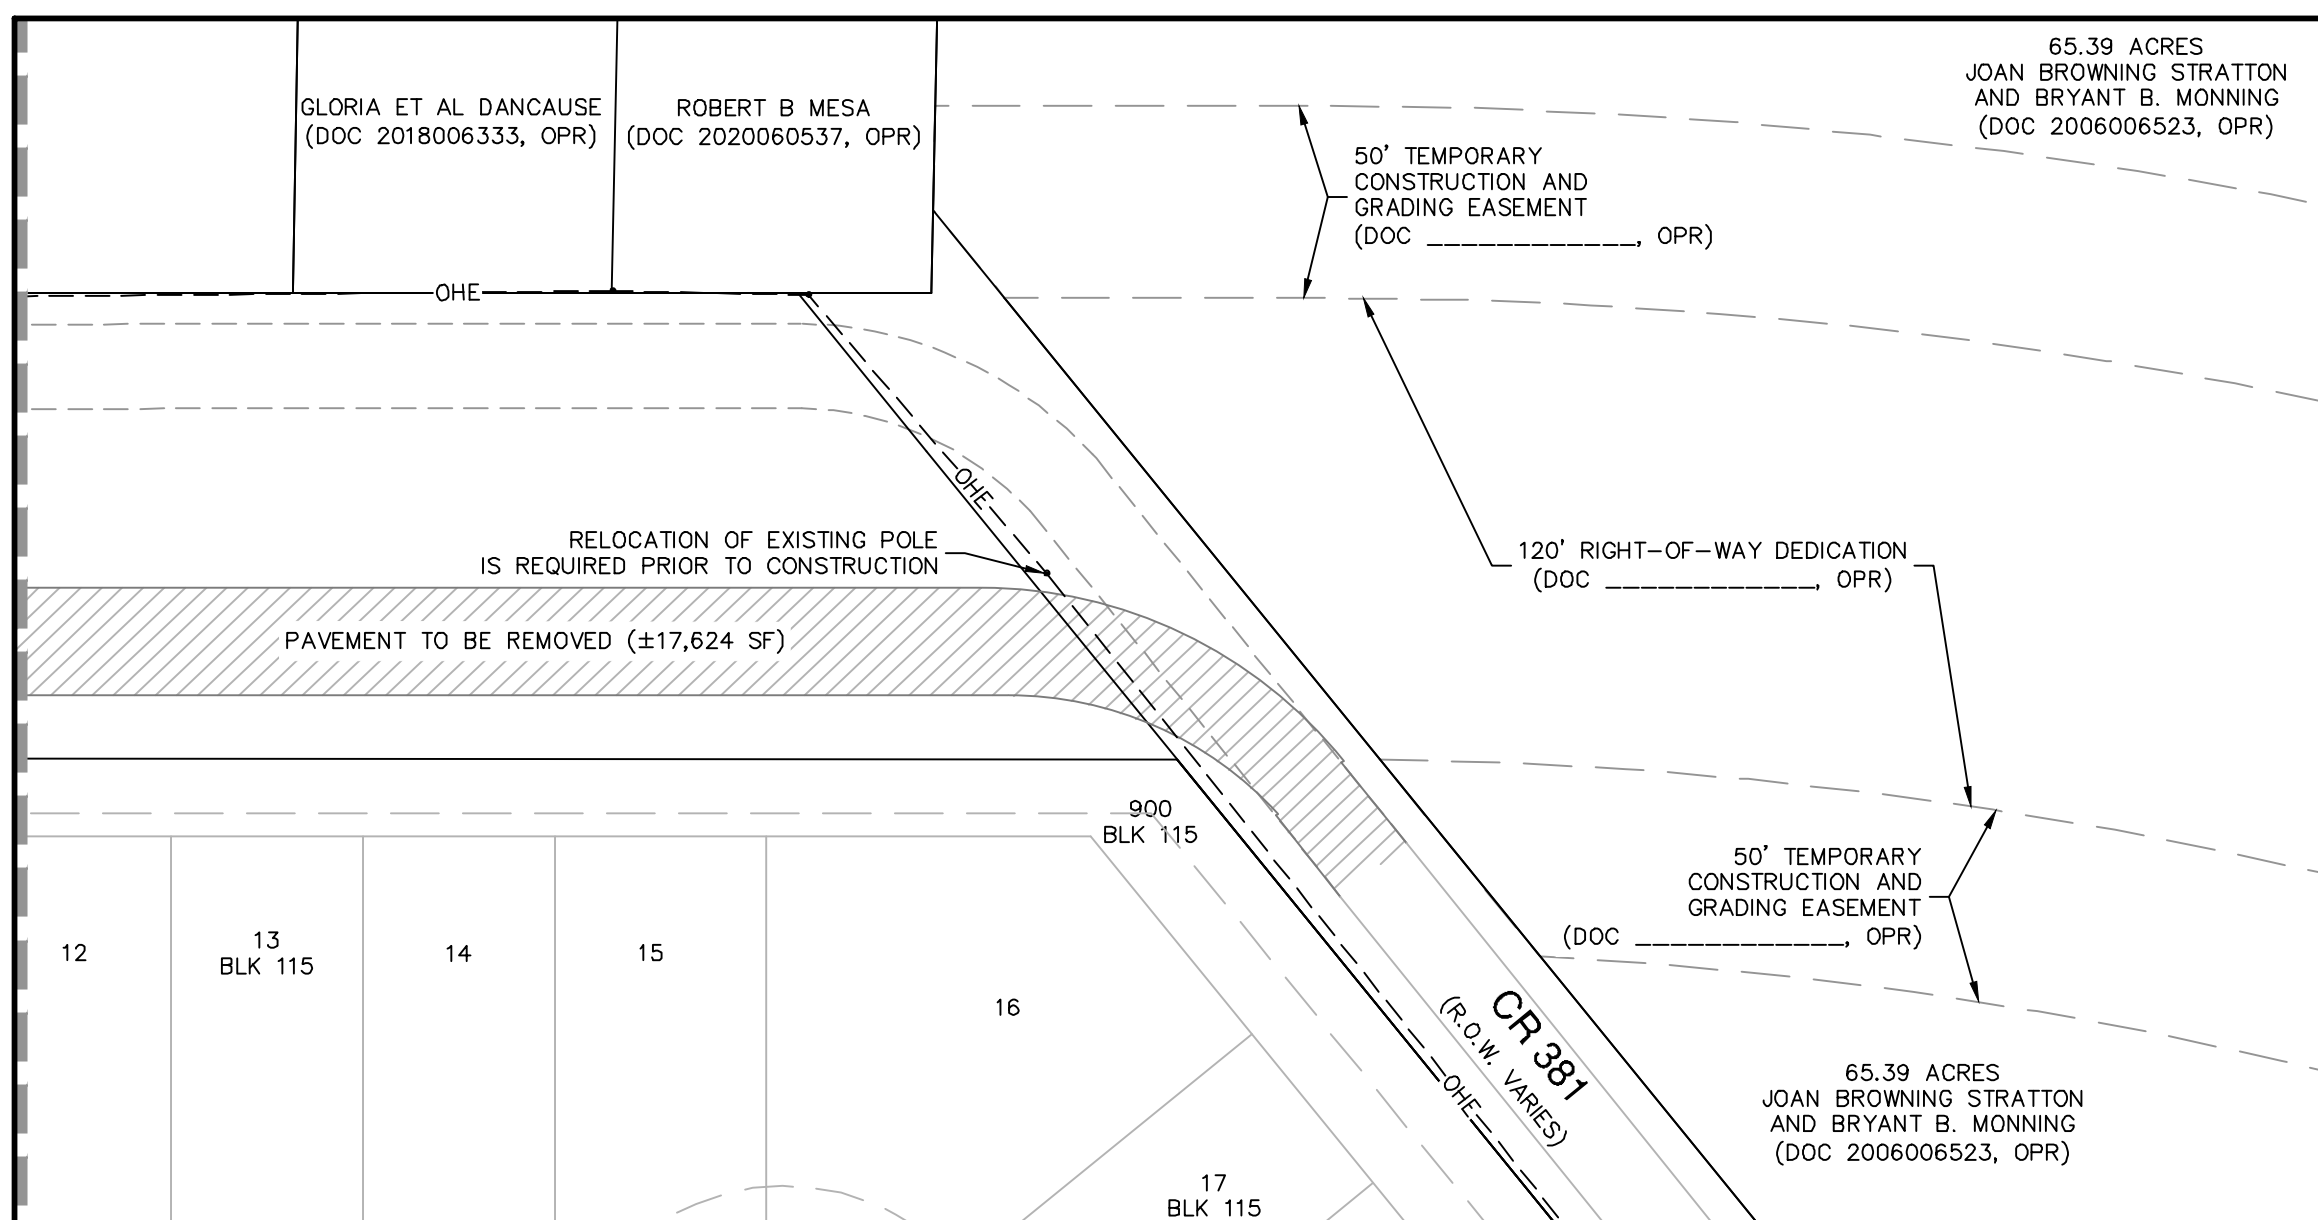 65.39 ACRES
JOAN BROWNING STRATTON
AND BRYANT B. MONNING
(DOC 2006006523, OPR)
GLORIA ET AL DANCAUSE
(DOC 2018006333, OPR)
ROBERT B MESA
(DOC 2020060537, OPR)
50' TEMPORARY
CONSTRUCTION AND
GRADING EASEMENT
(DOC _____________, OPR)
OHE
OHE
RELOCATION OF EXISTING POLE
IS REQUIRED PRIOR TO CONSTRUCTION
120' RIGHT-OF-WAY DEDICATION
(DOC _____________, OPR)
PAVEMENT TO BE REMOVED (±17,624 SF)
900
BLK 115
50' TEMPORARY
CONSTRUCTION AND
GRADING EASEMENT
(DOC _____________, OPR)
12
13
BLK 115
14
15
16
CR 381
(R.O.W. VARIES)
OHE
65.39 ACRES
JOAN BROWNING STRATTON
AND BRYANT B. MONNING
(DOC 2006006523, OPR)
17
BLK 115